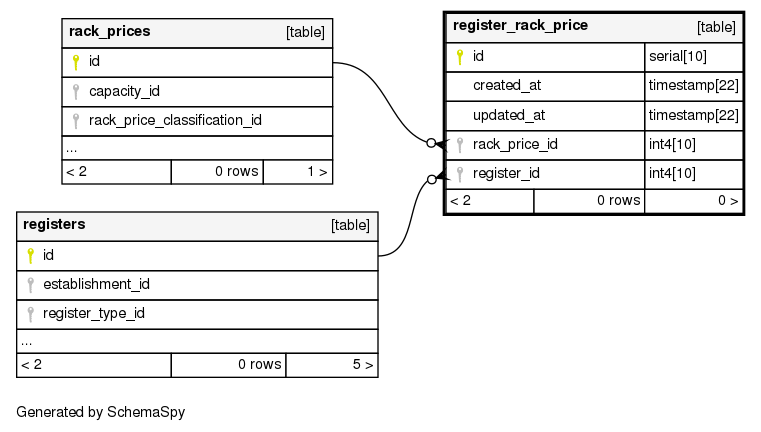 rack_prices [table]
id
capacity_id
rack_price_classification_id
...
< 2 0 rows 1 >
register_rack_price [table]
id serial[10]
created_at timestamp[22]
updated_at timestamp[22]
rack_price_id int4[10]
register_id int4[10]
< 2 0 rows 0 >
registers [table]
id
establishment_id
register_type_id
...
< 2 0 rows 5 >
Generated by SchemaSpy